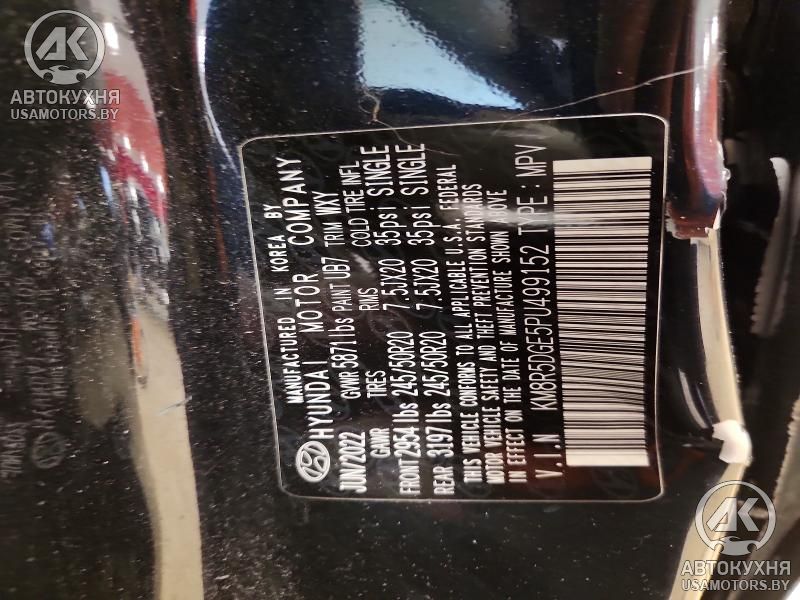 АК
АВТОКУХНЯ
USAMOTORS.BY
MANUFACTURED IN KOREA BY
HYUNDAI MOTOR COMPANY
JUN/2022 GVWR 5871lbs PAINT UB7 TRIM WXY
GAWR TIRES RIMS COLD TIRE INFL
FRONT 2954 lbs 245/50R20 7.5JX20 35psi SINGLE
REAR 3197 lbs 245/50R20 7.5JX20 35psi SINGLE
THIS VEHICLE CONFORMS TO ALL APPLICABLE U.S.A. FEDERAL
MOTOR VEHICLE SAFETY AND THEFT PREVENTION STANDARDS
IN EFFECT ON THE DATE OF MANUFACTURE SHOWN ABOVE
V.I.N KM8R5DGE5PU499152 TYPE : MPV
АК
АВТОКУХНЯ
USAMOTORS.BY